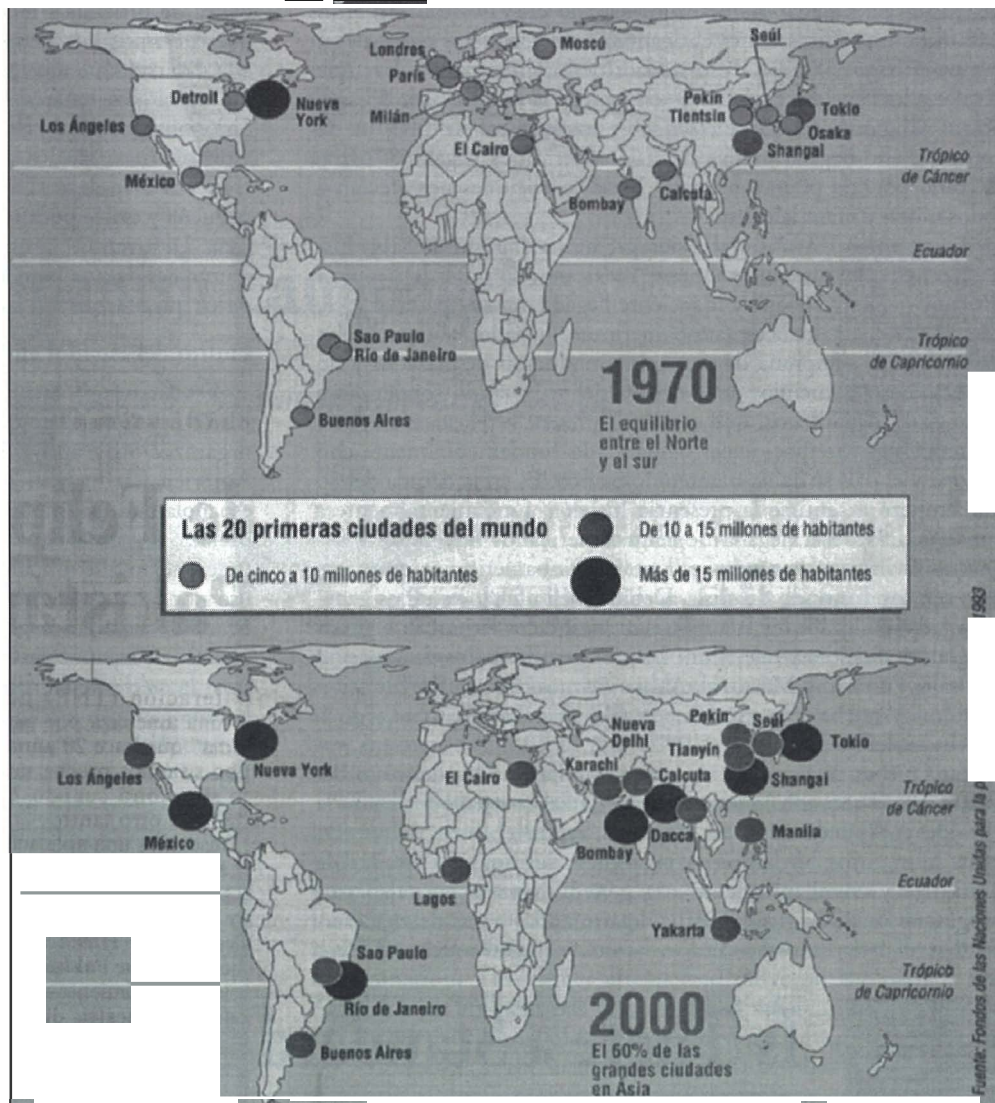 Londres
Moscú
Seúl
París
Detroit
Nueva
York
Pekín
Tientsin
Tokio
Milán
Osaka
Los Ángeles
El Cairo
Shangai
Trópico
de Cáncer
México
Bombay
Calcuta
Ecuador
Sao Paulo
Río de Janeiro
Trópico
de Capricornio
1970
El equilibrio
entre el Norte
y el sur
Buenos Aires
Las 20 primeras ciudades del mundo
De 10 a 15 millones de habitantes
De cinco a 10 millones de habitantes
Más de 15 millones de habitantes
Pekín
Seúl
Nueva
Delhi
Tokio
Tianyín
Los Ángeles
Nueva York
El Cairo
Karachi
Calcuta
Shangai
Trópico
de Cáncer
México
Dacca
Manila
Bombay
Lagos
Ecuador
Yakarta
Sao Paulo
Río de Janeiro
Trópico
de Capricornio
2000
El 60% de las
grandes ciudades
en Asia
Buenos Aires
Fuente: Fondos de las Naciones Unidas para la p
1993